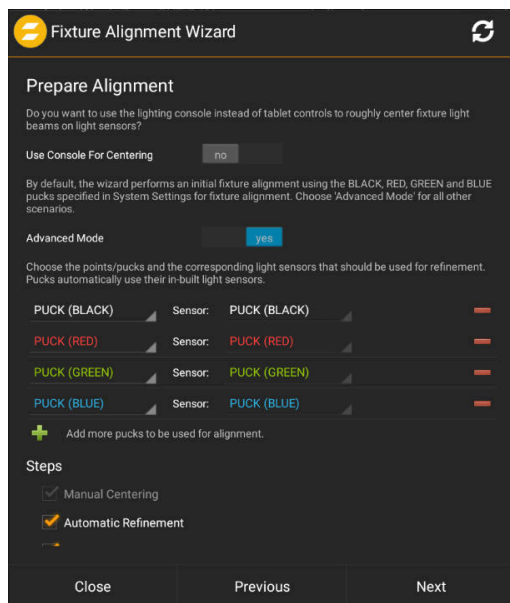 Fixture Alignment Wizard
Prepare Alignment
Do you want to use the lighting console instead of tablet controls to roughly center fixture light
beams on light sensors?
Use Console For Centering no
By default, the wizard performs an initial fixture alignment using the BLACK, RED, GREEN and BLUE
pucks specified in System Settings for fixture alignment. Choose 'Advanced Mode' for all other
scenarios.
Advanced Mode yes
Choose the points/pucks and the corresponding light sensors that should be used for refinement.
Pucks automatically use their in-built light sensors.
PUCK (BLACK) Sensor: PUCK (BLACK)
PUCK (RED) Sensor: PUCK (RED)
PUCK (GREEN) Sensor: PUCK (GREEN)
PUCK (BLUE) Sensor: PUCK (BLUE)
Add more pucks to be used for alignment.
Steps
Manual Centering
Automatic Refinement
Close Previous Next